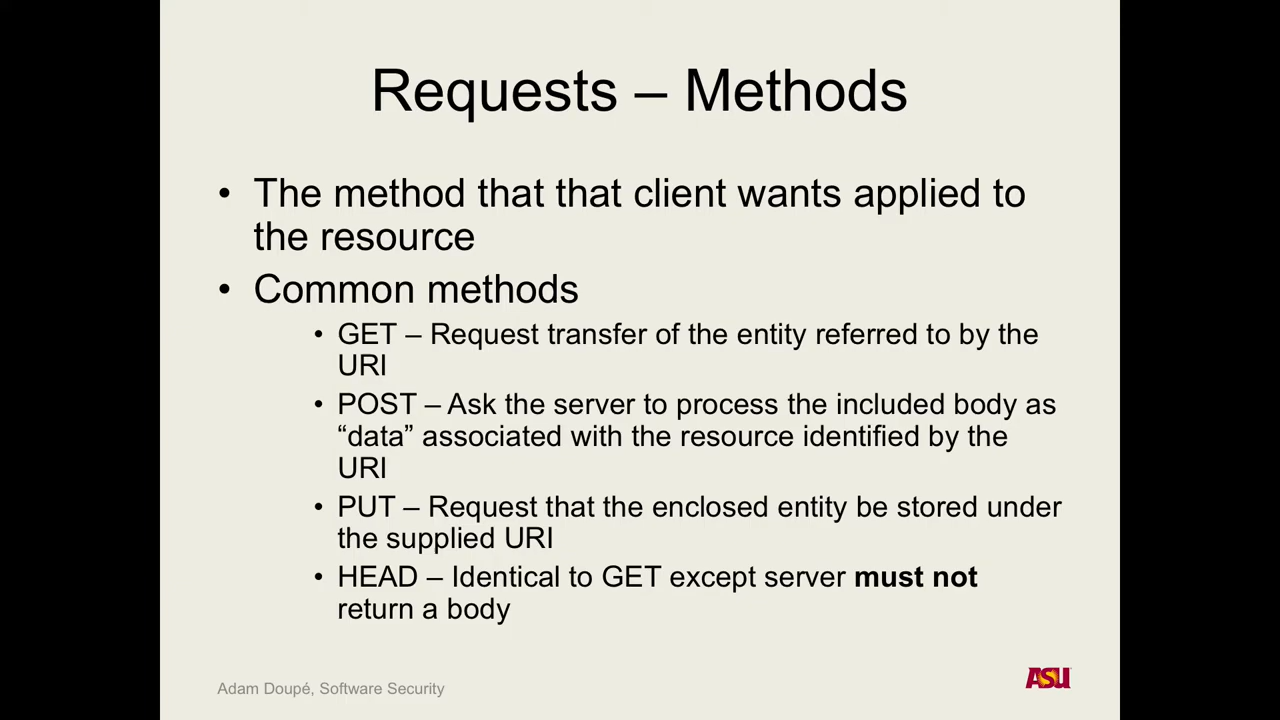 Requests – Methods
• The method that that client wants applied to
the resource
• Common methods
• GET – Request transfer of the entity referred to by the
URI
• POST – Ask the server to process the included body as
“data” associated with the resource identified by the
URI
• PUT – Request that the enclosed entity be stored under
the supplied URI
• HEAD – Identical to GET except server must not
return a body
Adam Doupé, Software Security
ASU